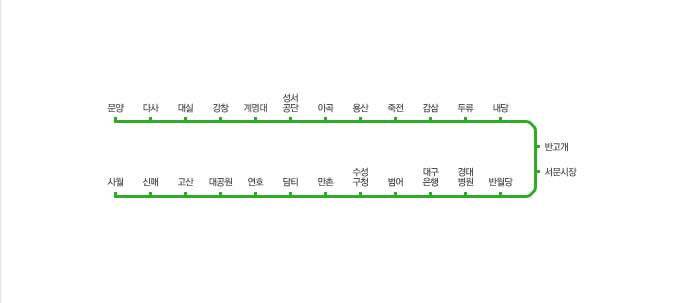 문양
다사
대실
강창
계명대
성서
공단
이곡
용산
죽전
감삼
두류
내당
반고개
서문시장
사월
신매
고산
대공원
연호
담티
만촌
수성
구청
범어
대구
은행
경대
병원
반월당